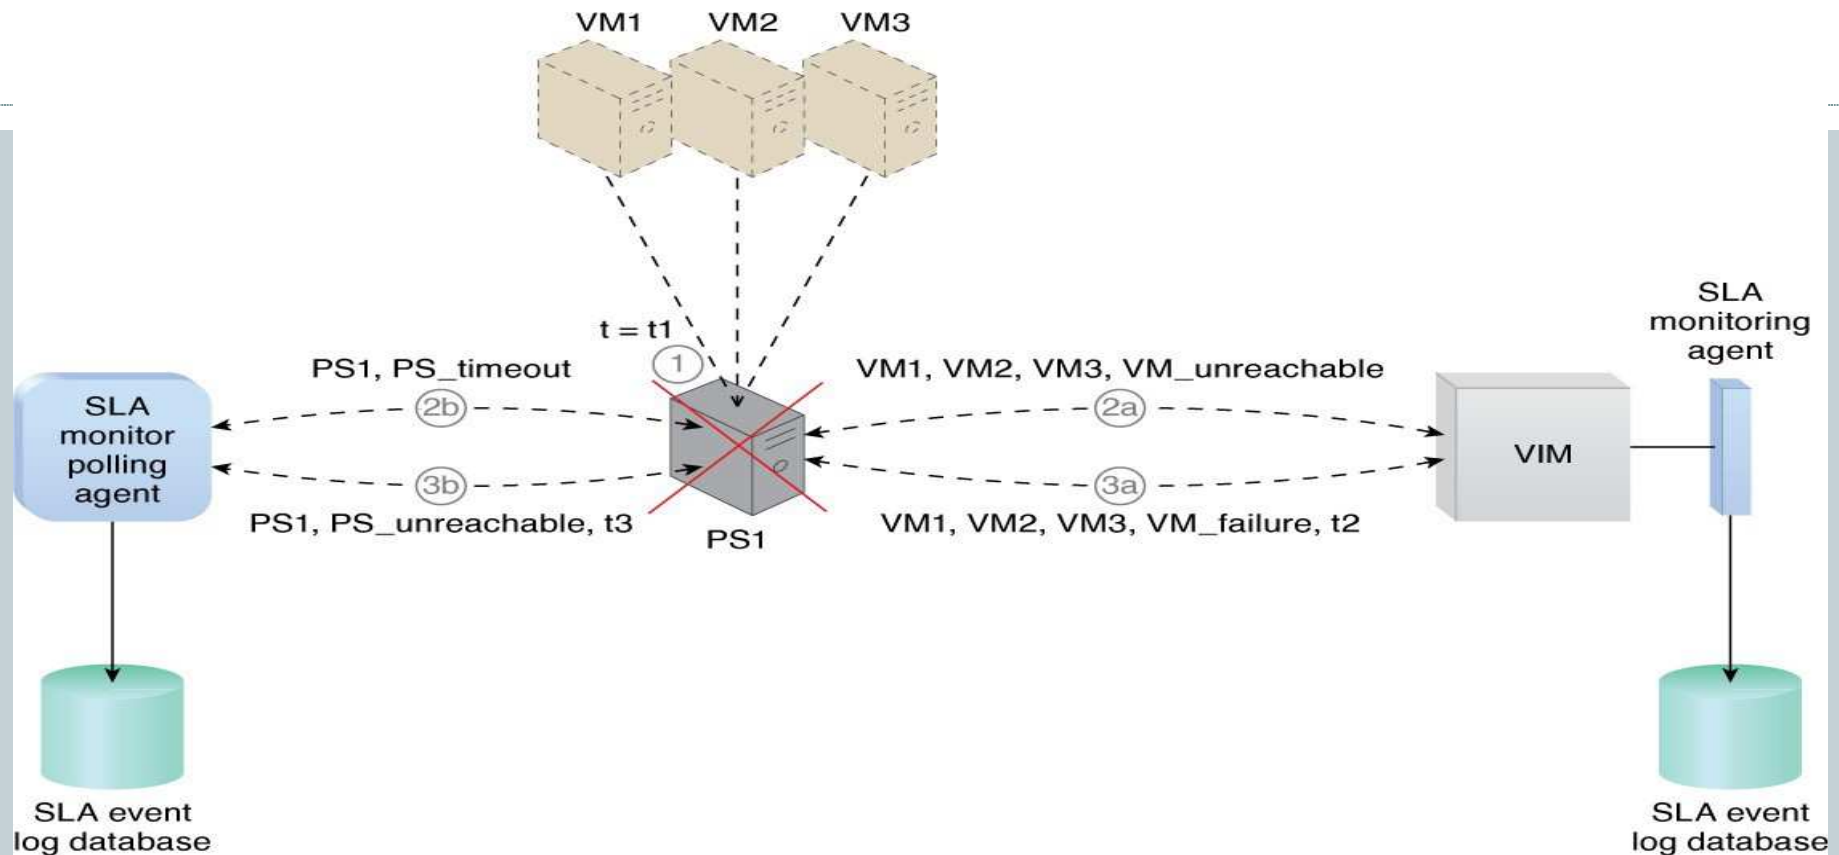 VM1 VM2 VM3
t = t1
1
PS1, PS_timeout
2b
3b
PS1, PS_unreachable, t3
SLA
monitor
polling
agent
PS1
VM1, VM2, VM3, VM_unreachable
2a
3a
VM1, VM2, VM3, VM_failure, t2
VIM
SLA
monitoring
agent
SLA event
log database
SLA event
log database